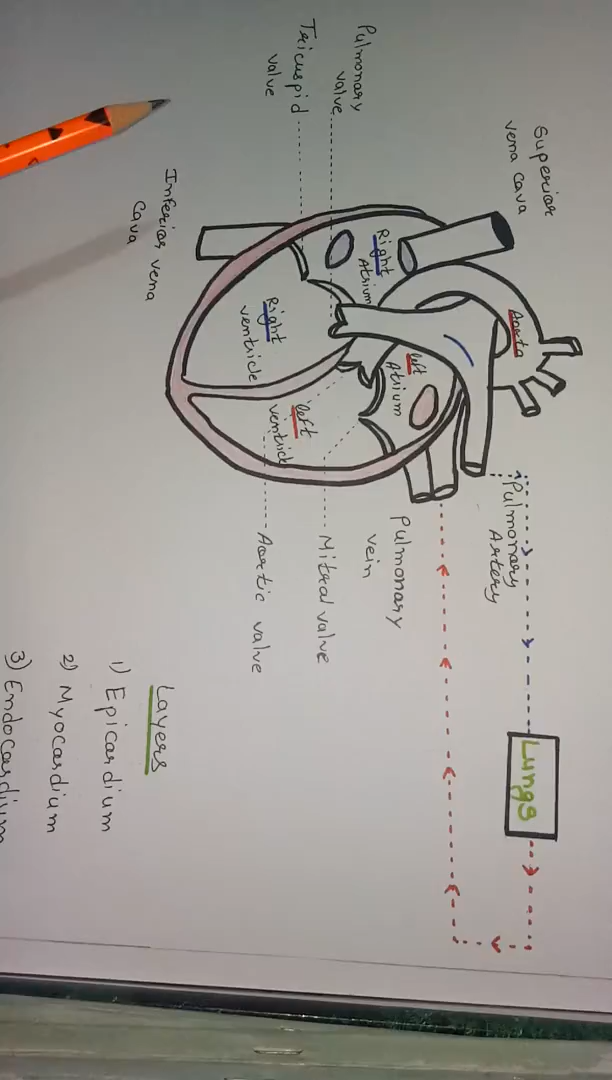 Superior
vena cava
Aorta
Pulmonary
Artery
Lungs
Pulmonary
valve
Right
Atrium
left
Atrium
Pulmonary
vein
Tricuspid
valve
Right
ventricle
left
ventricle
Mitral valve
Aortic valve
Inferior vena
cava
Layers
1) Epicardium
2) Myocardium
3) Endocardium